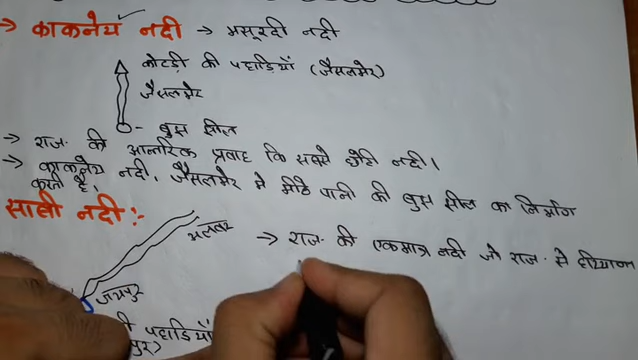 → काकनेय नदी → मसूरदी नदी
कोटड़ी की पहाड़ियाँ (जैसलमेर)
जैसलमेर
बुझ झील
→ राज. की आन्तरिक प्रवाह कि सबसे छोटी नदी।
→ काकनेय नदी, जैसलमेर मे मीठे पानी की बुझ झील का निर्माण
करती है।
साबी नदी :-
अलवर
→ राज. की एकमात्र नदी जो राज. से हरियाणा
जयपुर
की पहाड़ियाँ